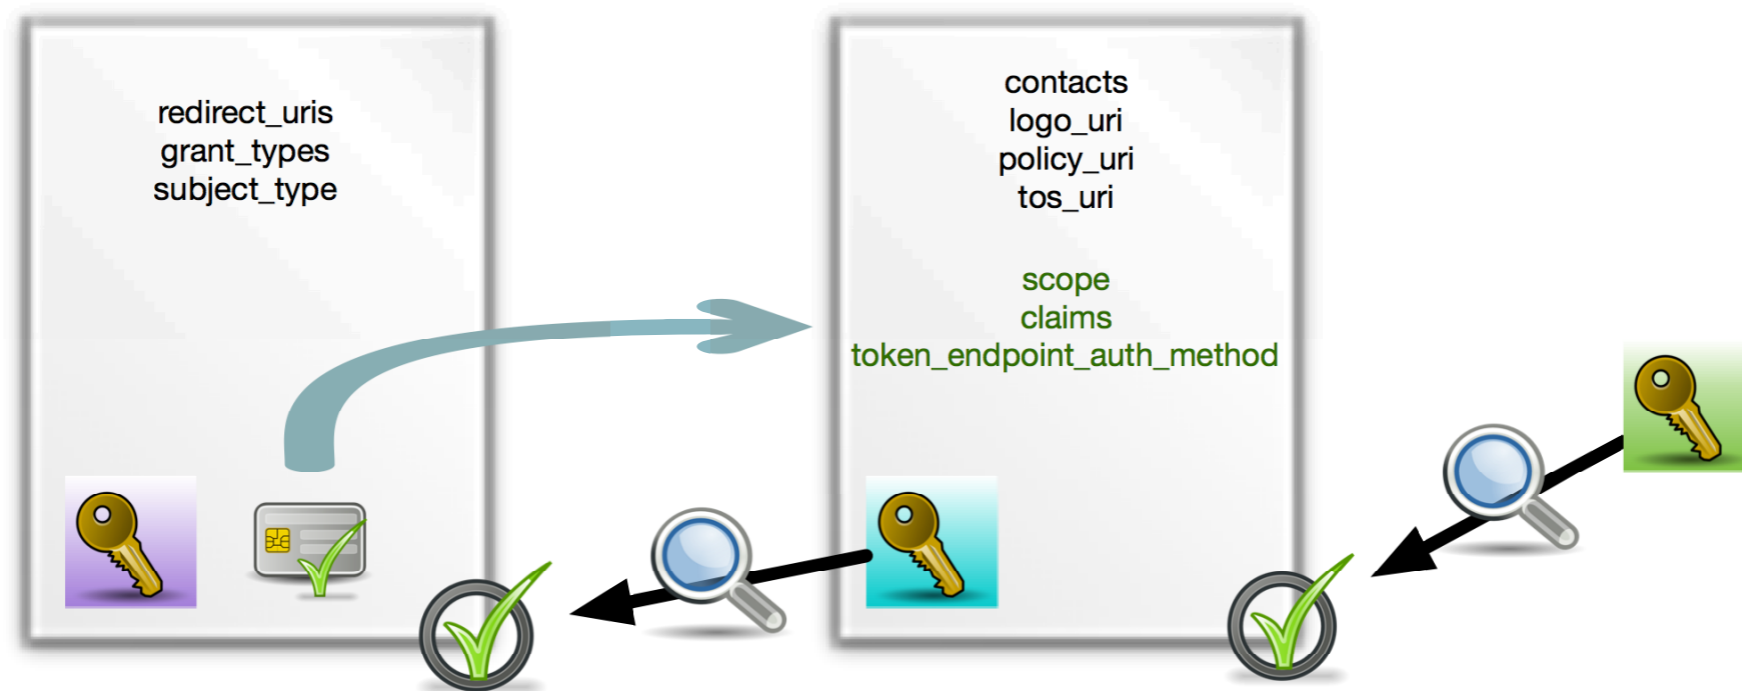 redirect_uris
grant_types
subject_type
contacts
logo_uri
policy_uri
tos_uri
scope
claims
token_endpoint_auth_method